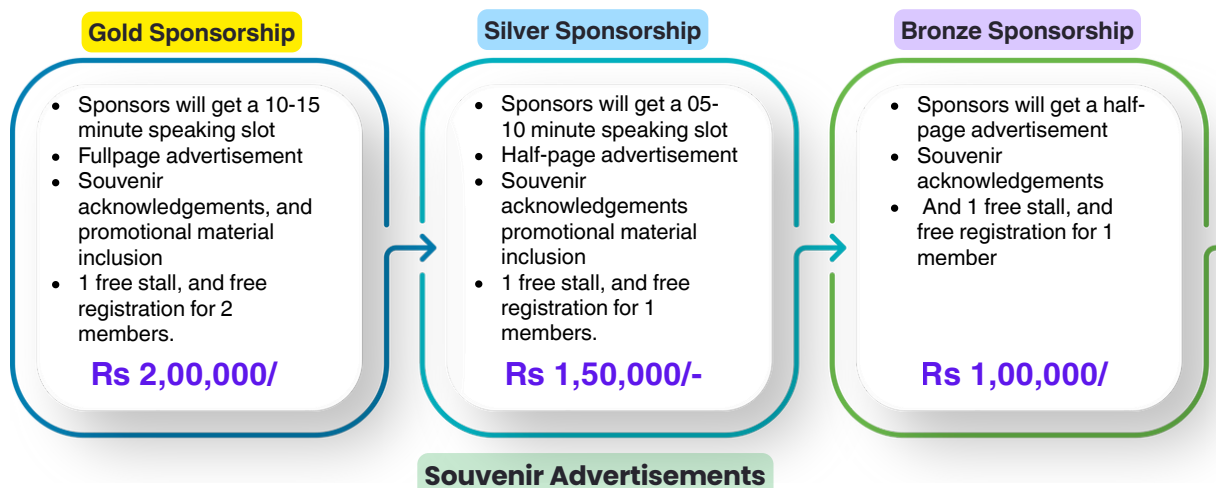 Gold Sponsorship
• Sponsors will get a 10-15
minute speaking slot
• Fullpage advertisement
• Souvenir
acknowledgements, and
promotional material
inclusion
• 1 free stall, and free
registration for 2
members.
Rs 2,00,000/
Silver Sponsorship
• Sponsors will get a 05-
10 minute speaking slot
• Half-page advertisement
• Souvenir
acknowledgements
promotional material
inclusion
• 1 free stall, and free
registration for 1
members.
Rs 1,50,000/-
Bronze Sponsorship
• Sponsors will get a half-
page advertisement
• Souvenir
acknowledgements
• And 1 free stall, and
free registration for 1
member
Rs 1,00,000/
Souvenir Advertisements